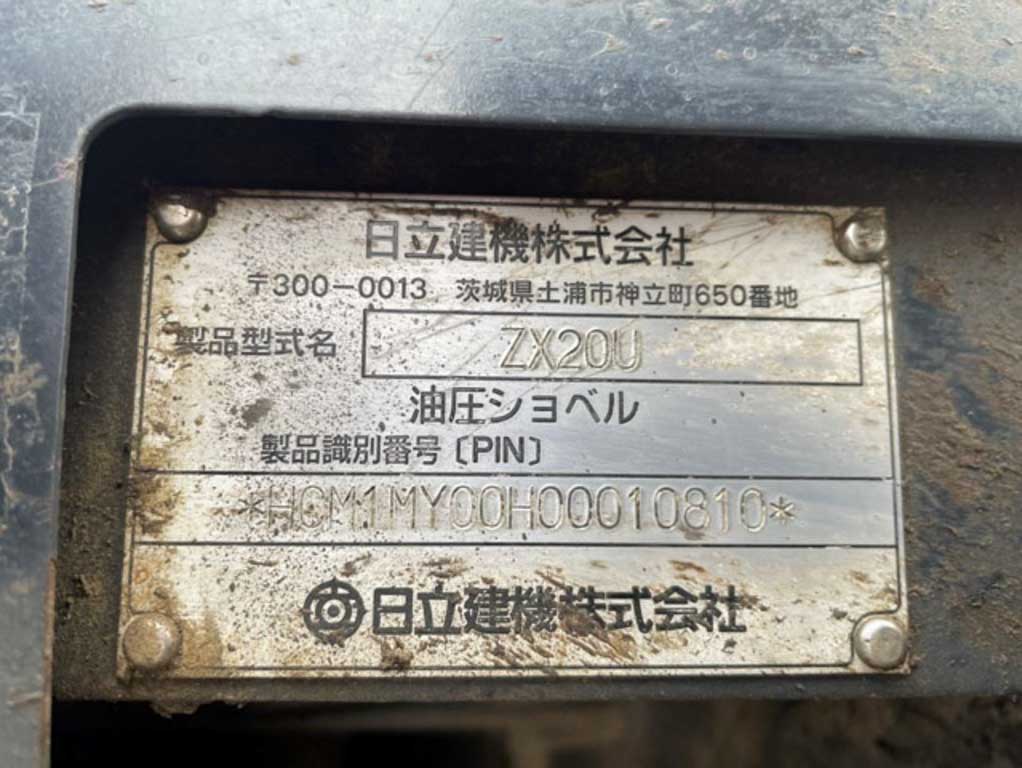 日立建機株式会社
〒300-0013 茨城県土浦市神立町650番地
製品型式名 ZX20U
油圧ショベル
製品識別番号〔PIN〕
*HCM1MY00H00010810*
日立建機株式会社